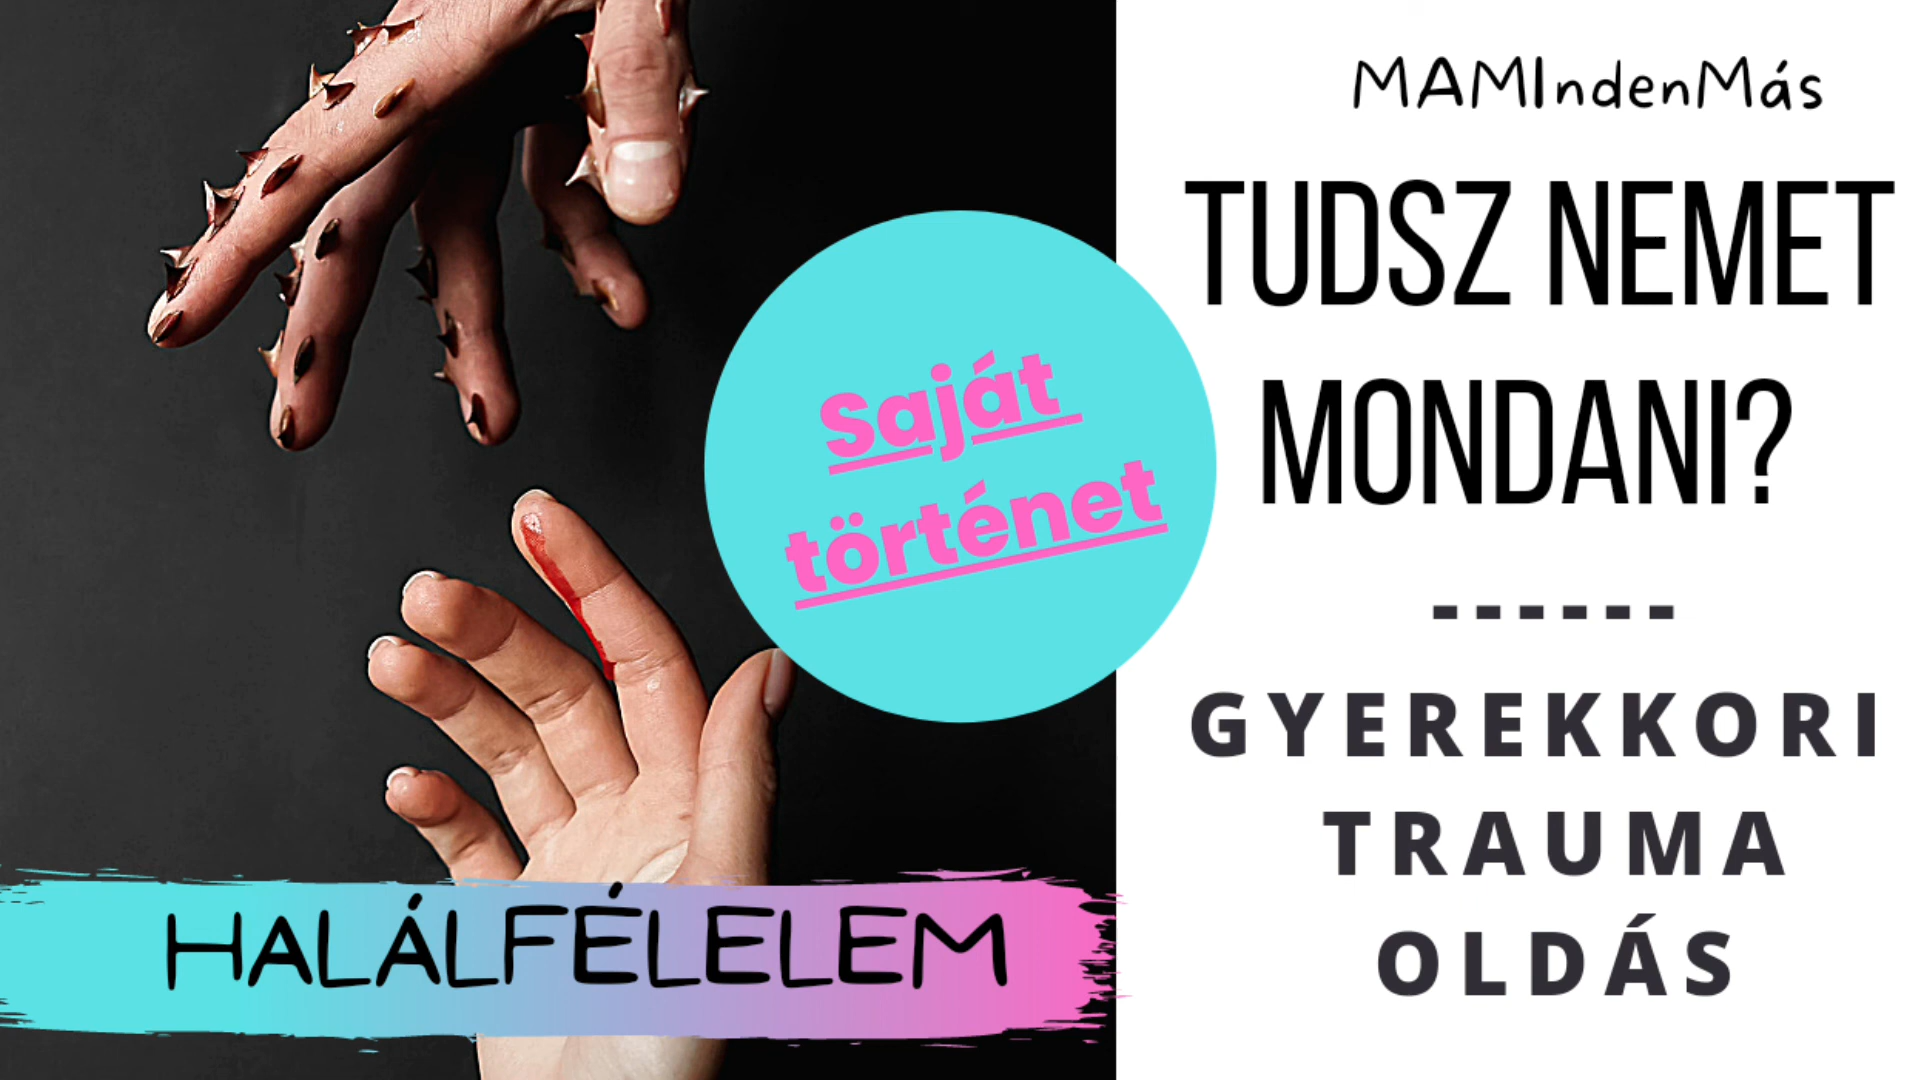 MAMIndenMás
TUDSZ NEMET
MONDANI?
------
GYEREKKORI
TRAUMA
OLDÁS
Saját
történet
HALÁLFÉLELEM